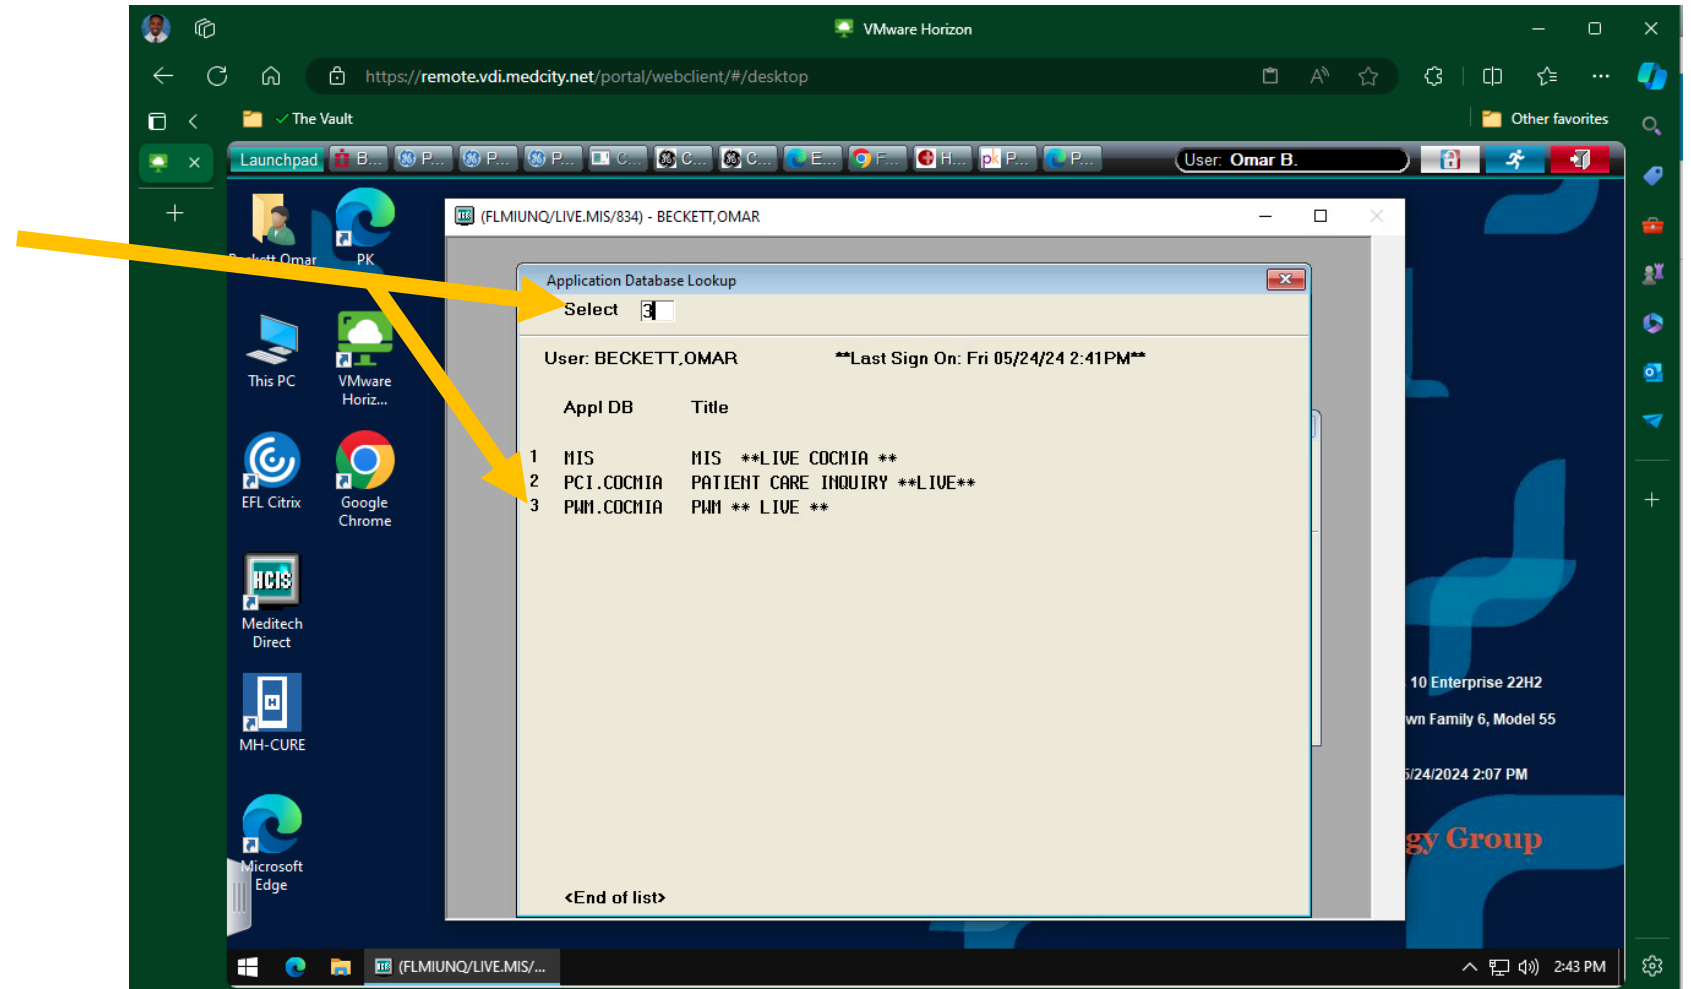 VMware Horizon
https://remote.vdi.medcity.net/portal/webclient/#/desktop
The Vault
Other favorites
Launchpad B... P... P... P... C... C... C... E... F... H... pk P... P... User: Omar B.
(FLMIUNQ/LIVE.MIS/834) - BECKETT,OMAR
Beckett Omar
PK
Application Database Lookup
Select 3
User: BECKETT,OMAR **Last Sign On: Fri 05/24/24 2:41PM**
This PC
VMware
Horiz...
Appl DB Title
1 MIS MIS **LIVE COCMIA **
2 PCI.COCMIA PATIENT CARE INQUIRY **LIVE**
3 PWM.COCMIA PWM ** LIVE **
EFL Citrix
Google
Chrome
HCIS
Meditech
Direct
H
MH-CURE
10 Enterprise 22H2
wn Family 6, Model 55
5/24/2024 2:07 PM
gy Group
Microsoft
Edge
<End of list>
(FLMIUNQ/LIVE.MIS/...
2:43 PM